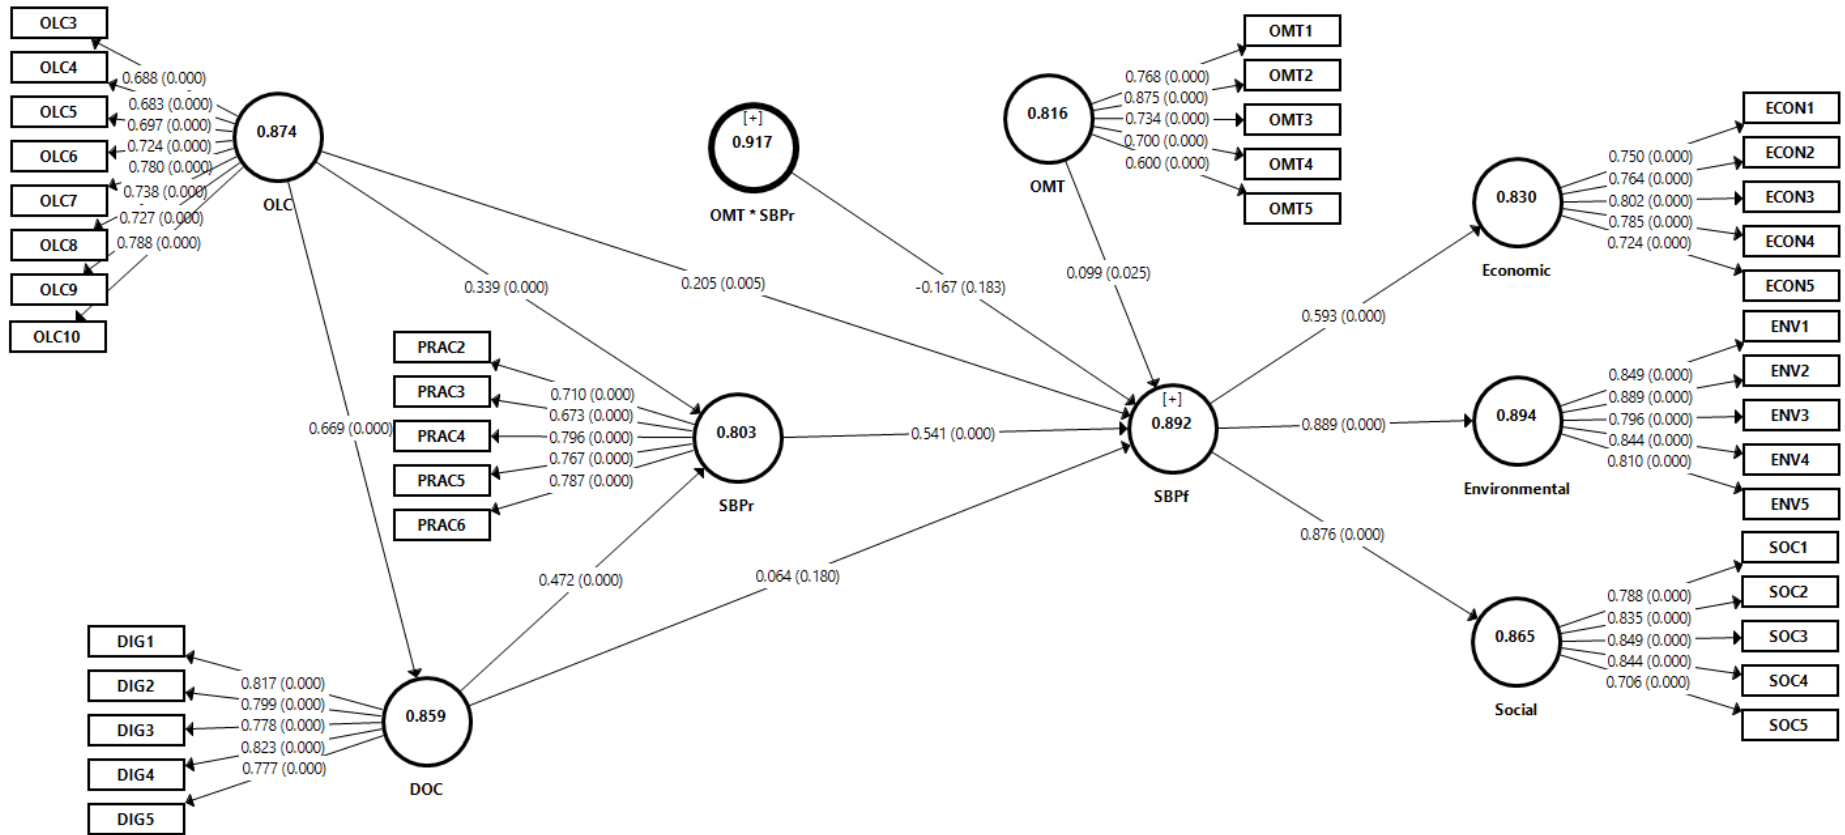 OLC3
OLC4
OLC5
OLC6
OLC7
OLC8
OLC9
OLC10
0.688 (0.000)
0.683 (0.000)
0.697 (0.000)
0.724 (0.000)
0.780 (0.000)
0.738 (0.000)
0.727 (0.000)
0.788 (0.000)
0.874
OLC
[+]
0.917
OMT * SBPr
0.816
OMT
OMT1
OMT2
OMT3
OMT4
OMT5
0.768 (0.000)
0.875 (0.000)
0.734 (0.000)
0.700 (0.000)
0.600 (0.000)
0.339 (0.000)
0.205 (0.005)
-0.167 (0.183)
0.099 (0.025)
0.669 (0.000)
PRAC2
PRAC3
PRAC4
PRAC5
PRAC6
0.710 (0.000)
0.673 (0.000)
0.796 (0.000)
0.767 (0.000)
0.787 (0.000)
0.803
SBPr
0.541 (0.000)
[+]
0.892
SBPf
0.472 (0.000)
0.064 (0.180)
0.593 (0.000)
0.889 (0.000)
0.876 (0.000)
0.830
Economic
0.750 (0.000)
0.764 (0.000)
0.802 (0.000)
0.785 (0.000)
0.724 (0.000)
ECON1
ECON2
ECON3
ECON4
ECON5
0.894
Environmental
0.849 (0.000)
0.889 (0.000)
0.796 (0.000)
0.844 (0.000)
0.810 (0.000)
ENV1
ENV2
ENV3
ENV4
ENV5
0.865
Social
0.788 (0.000)
0.835 (0.000)
0.849 (0.000)
0.844 (0.000)
0.706 (0.000)
SOC1
SOC2
SOC3
SOC4
SOC5
DIG1
DIG2
DIG3
DIG4
DIG5
0.817 (0.000)
0.799 (0.000)
0.778 (0.000)
0.823 (0.000)
0.777 (0.000)
0.859
DOC